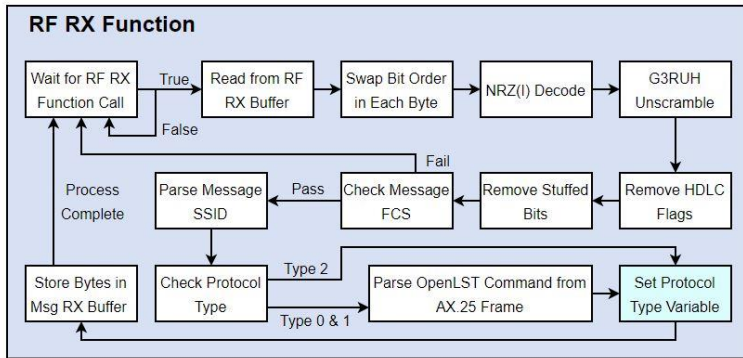 RF RX Function
Wait for RF RX
Function Call
True
False
Read from RF
RX Buffer
Swap Bit Order
in Each Byte
NRZ(I) Decode
G3RUH
Unscramble
Fail
Process
Complete
Parse Message
SSID
Pass
Check Message
FCS
Remove Stuffed
Bits
Remove HDLC
Flags
Store Bytes in
Msg RX Buffer
Check Protocol
Type
Type 2
Type 0 & 1
Parse OpenLST Command from
AX.25 Frame
Set Protocol
Type Variable